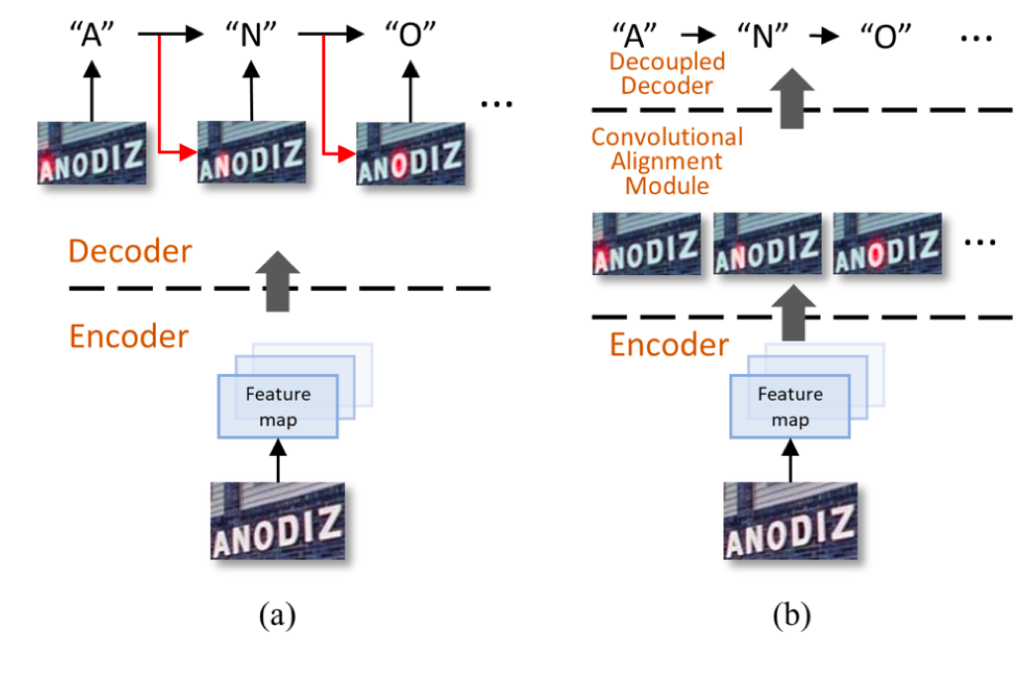 “A” “N” “O”
ANODIZ ANODIZ ANODIZ ...
Decoder
Encoder
Feature
map
ANODIZ
(a)
“A” “N” “O” ...
Decoupled
Decoder
Convolutional
Alignment
Module
ANODIZ ANODIZ ANODIZ ...
Encoder
Feature
map
ANODIZ
(b)